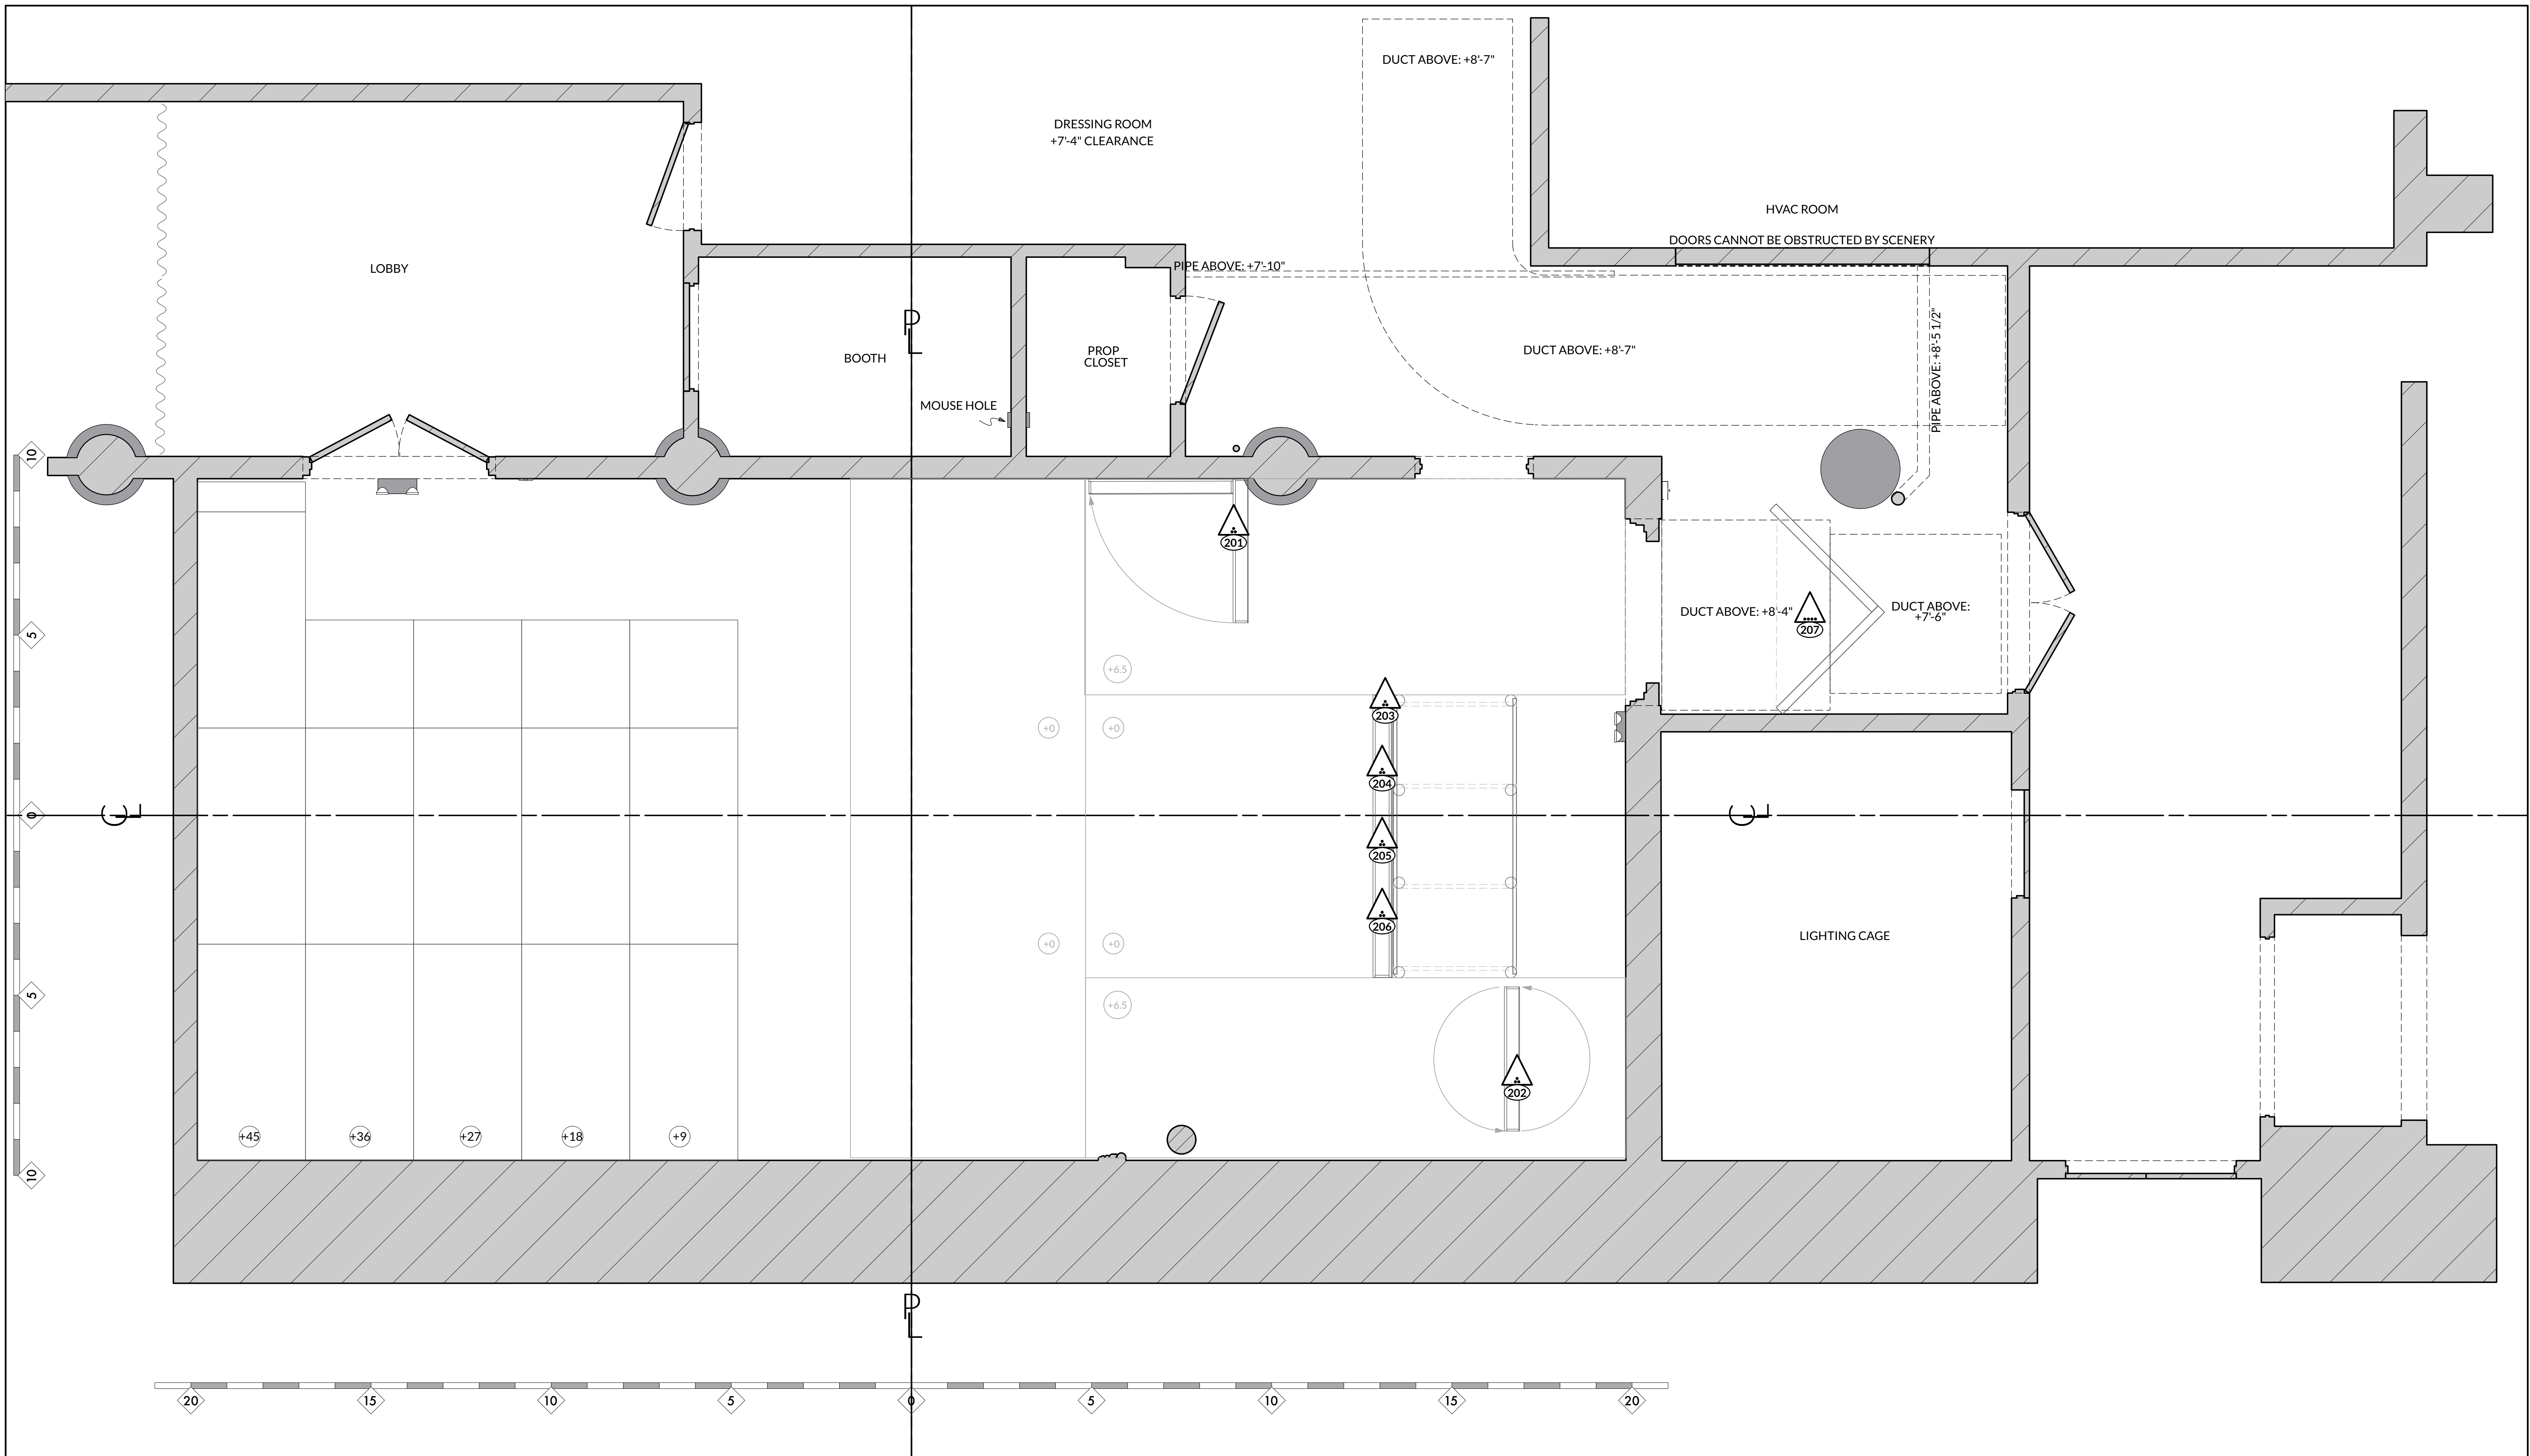 DUCT ABOVE: +8'-7"
DRESSING ROOM
+7'-4" CLEARANCE
HVAC ROOM
DOORS CANNOT BE OBSTRUCTED BY SCENERY
LOBBY
PIPE ABOVE: +7'-10"
PL
BOOTH
PROP
CLOSET
DUCT ABOVE: +8'-7"
PIPE ABOVE: +8'-5 1/2"
MOUSE HOLE
10
201
DUCT ABOVE: +8'-4"
207
DUCT ABOVE:
+7'-6"
5
+6.5
203
+0
+0
204
0
CL
CL
205
206
LIGHTING CAGE
+0
+0
5
+6.5
202
+45
+36
+27
+18
+9
10
PL
20
15
10
5
0
5
10
15
20